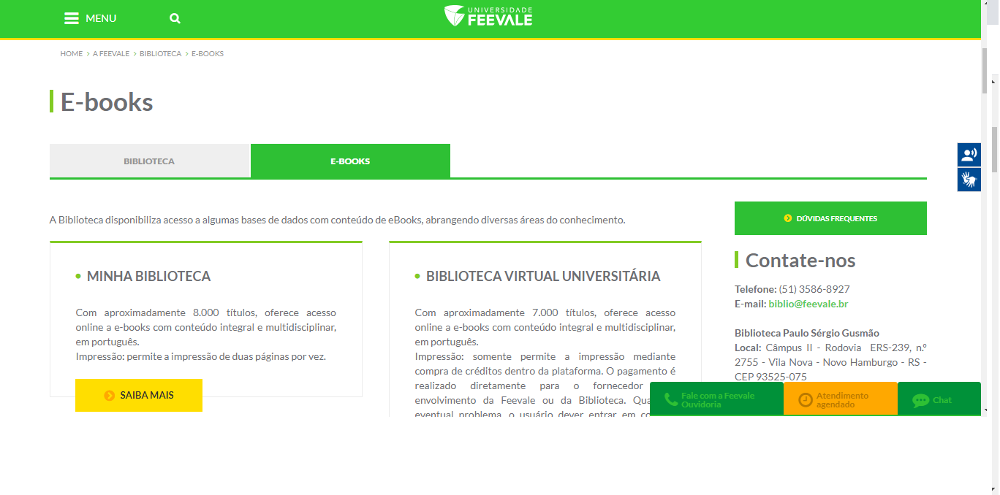 MENU
UNIVERSIDADE
FEEVALE
HOME > A FEEVALE > BIBLIOTECA > E-BOOKS
E-books
BIBLIOTECA
E-BOOKS
A Biblioteca disponibiliza acesso a algumas bases de dados com conteúdo de eBooks, abrangendo diversas áreas do conhecimento.
MINHA BIBLIOTECA
Com aproximadamente 8.000 títulos, oferece acesso
online a e-books com conteúdo integral e multidisciplinar,
em português.
Impressão: permite a impressão de duas páginas por vez.
SAIBA MAIS
BIBLIOTECA VIRTUAL UNIVERSITÁRIA
Com aproximadamente 7.000 títulos, oferece acesso
online a e-books com conteúdo integral e multidisciplinar,
em português.
Impressão: somente permite a impressão mediante
compra de créditos dentro da plataforma. O pagamento é
realizado diretamente para o fornecedor
envolvimento da Feevale ou da Biblioteca.
eventual problema, o usuário dever entrar em
DÚVIDAS FREQUENTES
Contate-nos
Telefone: (51) 3586-8927
E-mail: biblio@feevale.br
Biblioteca Paulo Sérgio Gusmão
Local: Câmpus II - Rodovia ERS-239, n.º
2755 - Vila Nova - Novo Hamburgo - RS -
CEP 93525-075
Fale com a Feevale
Ouvidoria
Atendimento
agendado
Chat